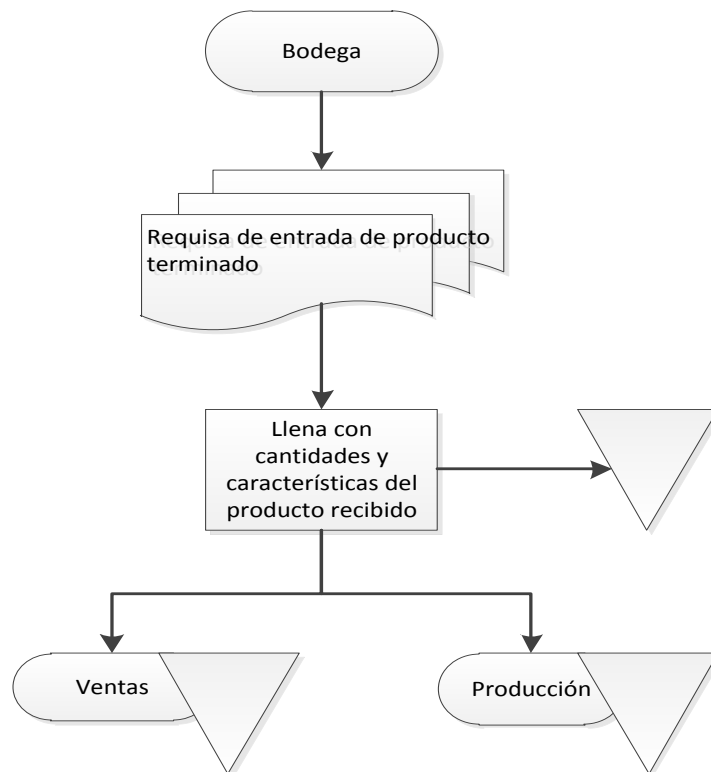 Bodega
Requisa de entrada de producto
terminado
Llena con
cantidades y
características del
producto recibido
Ventas
Producción